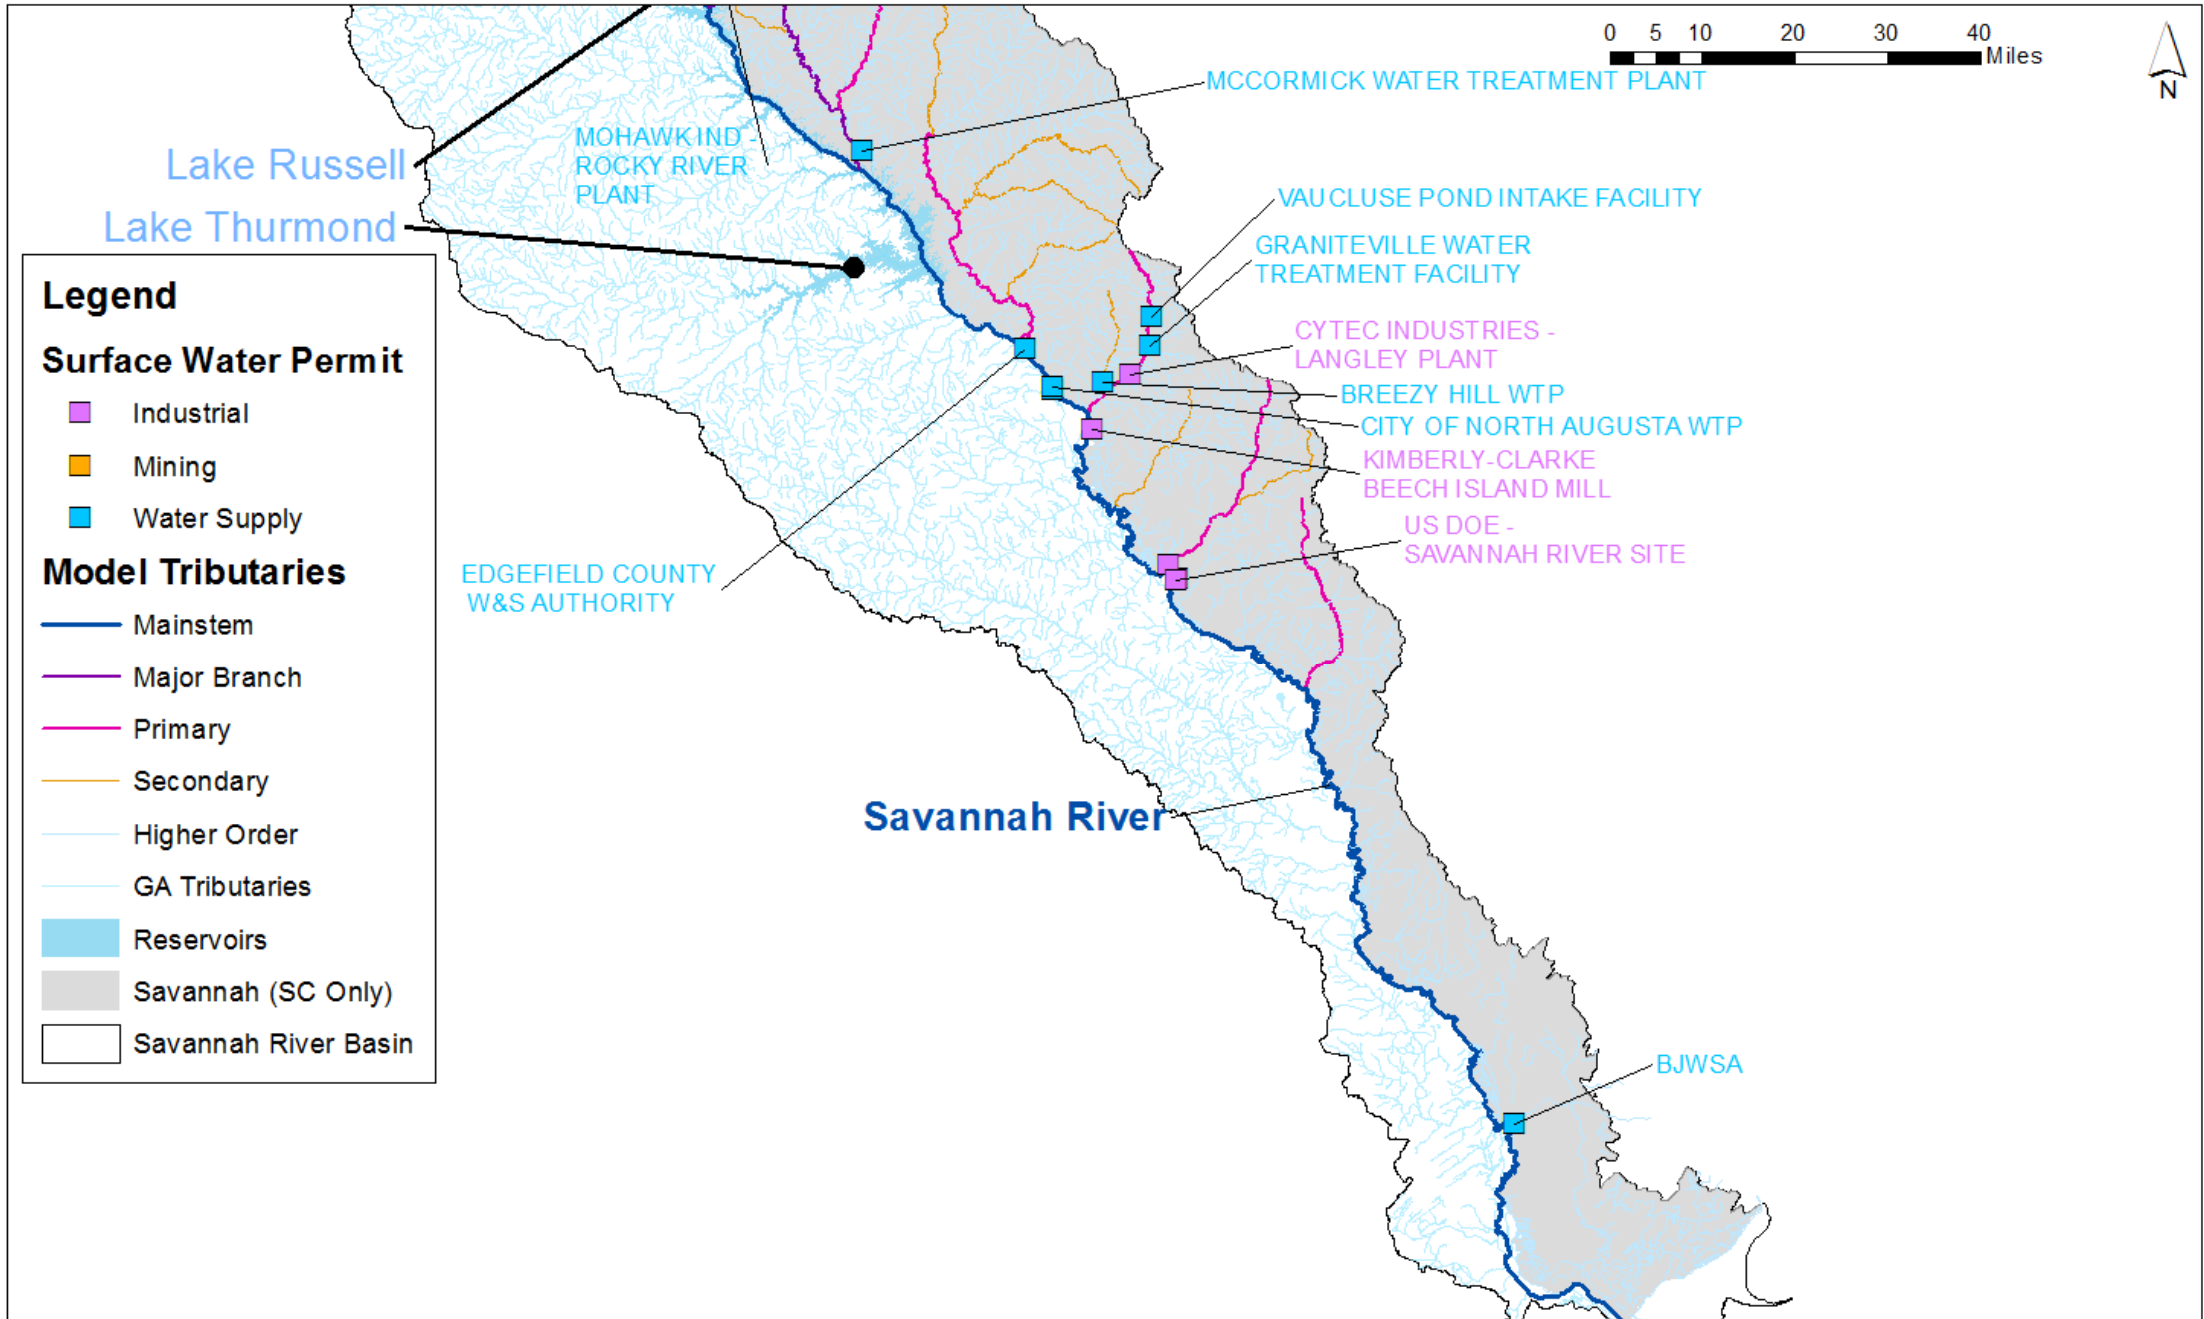 0 5 10 20 30 40
Miles
N
MCCORMICK WATER TREATMENT PLANT
MOHAWK IND -
ROCKY RIVER
PLANT
Lake Russell
Lake Thurmond
VAUCLUSE POND INTAKE FACILITY
GRANITEVILLE WATER
TREATMENT FACILITY
CYTEC INDUSTRIES -
LANGLEY PLANT
BREEZY HILL WTP
CITY OF NORTH AUGUSTA WTP
KIMBERLY-CLARKE
BEECH ISLAND MILL
US DOE -
SAVANNAH RIVER SITE
EDGEFIELD COUNTY
W&S AUTHORITY
Savannah River
BJWSA
Legend
Surface Water Permit
Industrial
Mining
Water Supply
Model Tributaries
Mainstem
Major Branch
Primary
Secondary
Higher Order
GA Tributaries
Reservoirs
Savannah (SC Only)
Savannah River Basin